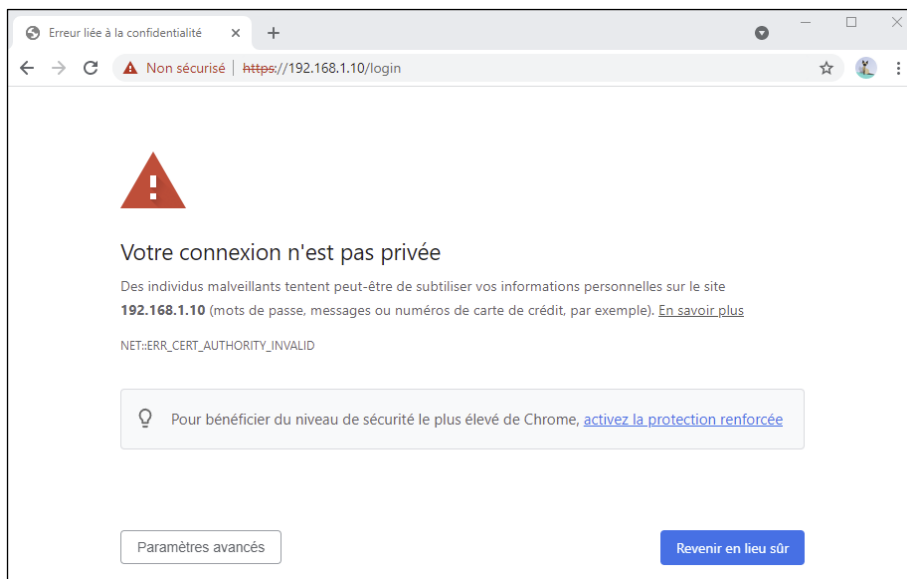 Erreur liée à la confidentialité
Non sécurisé | https://192.168.1.10/login
Votre connexion n'est pas privée
Des individus malveillants tentent peut-être de subtiliser vos informations personnelles sur le site
192.168.1.10 (mots de passe, messages ou numéros de carte de crédit, par exemple). En savoir plus
NET::ERR_CERT_AUTHORITY_INVALID
Pour bénéficier du niveau de sécurité le plus élevé de Chrome, activez la protection renforcée
Paramètres avancés
Revenir en lieu sûr